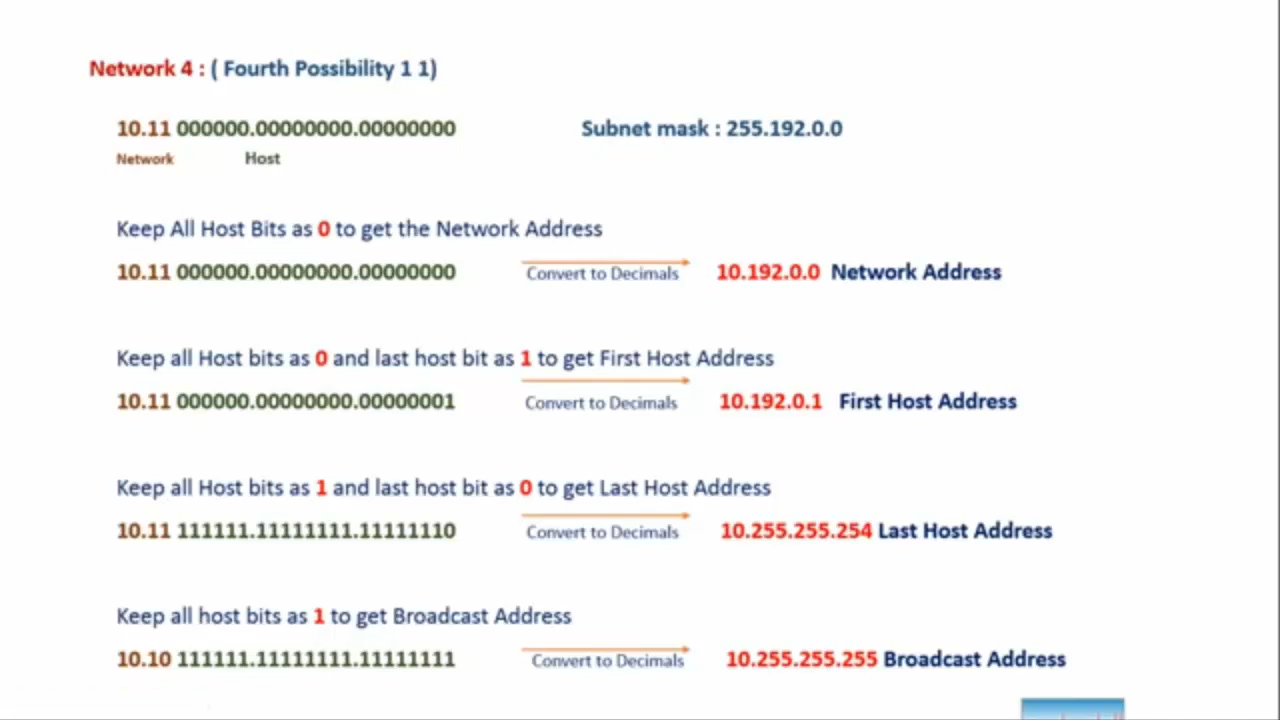 Network 4 : ( Fourth Possibility 1 1)
10.11 000000.00000000.00000000 Subnet mask : 255.192.0.0
Network Host
Keep All Host Bits as 0 to get the Network Address
10.11 000000.00000000.00000000 Convert to Decimals 10.192.0.0 Network Address
Keep all Host bits as 0 and last host bit as 1 to get First Host Address
10.11 000000.00000000.00000001 Convert to Decimals 10.192.0.1 First Host Address
Keep all Host bits as 1 and last host bit as 0 to get Last Host Address
10.11 111111.11111111.11111110 Convert to Decimals 10.255.255.254 Last Host Address
Keep all host bits as 1 to get Broadcast Address
10.10 111111.11111111.11111111 Convert to Decimals 10.255.255.255 Broadcast Address